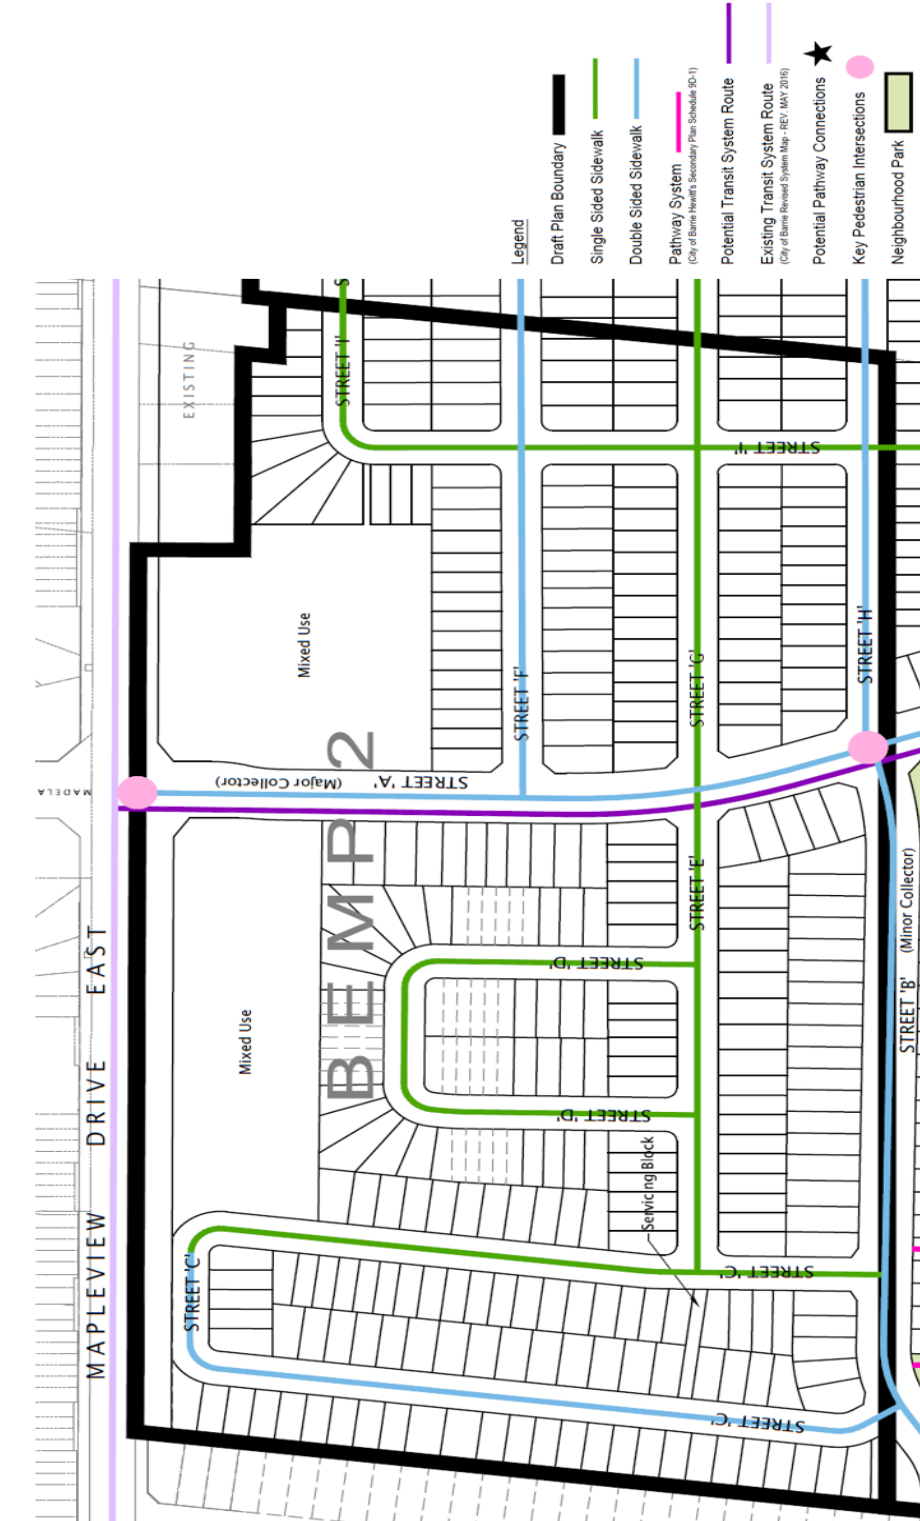 Legend
Draft Plan Boundary
Single Sided Sidewalk
Double Sided Sidewalk
Pathway System
(City of Barrie Hewitt's Secondary Plan Schedule 9D-1)
Potential Transit System Route
Existing Transit System Route
(City of Barrie Revised System Map - REV. MAY 2016)
Potential Pathway Connections
Key Pedestrian Intersections
Neighbourhood Park
MAPLEVIEW DRIVE EAST
MADELA
EXISTING
STREET 'I'
S
STREET 'I'
Mixed Use
STREET 'F'
STREET 'G'
STREET 'H'
STREET 'A'
(Major Collector)
BEMP 2
Mixed Use
STREET 'E'
STREET 'D'
STREET 'D'
Servicing Block
STREET 'C'
STREET 'C'
STREET 'C'
STREET 'B' (Minor Collector)